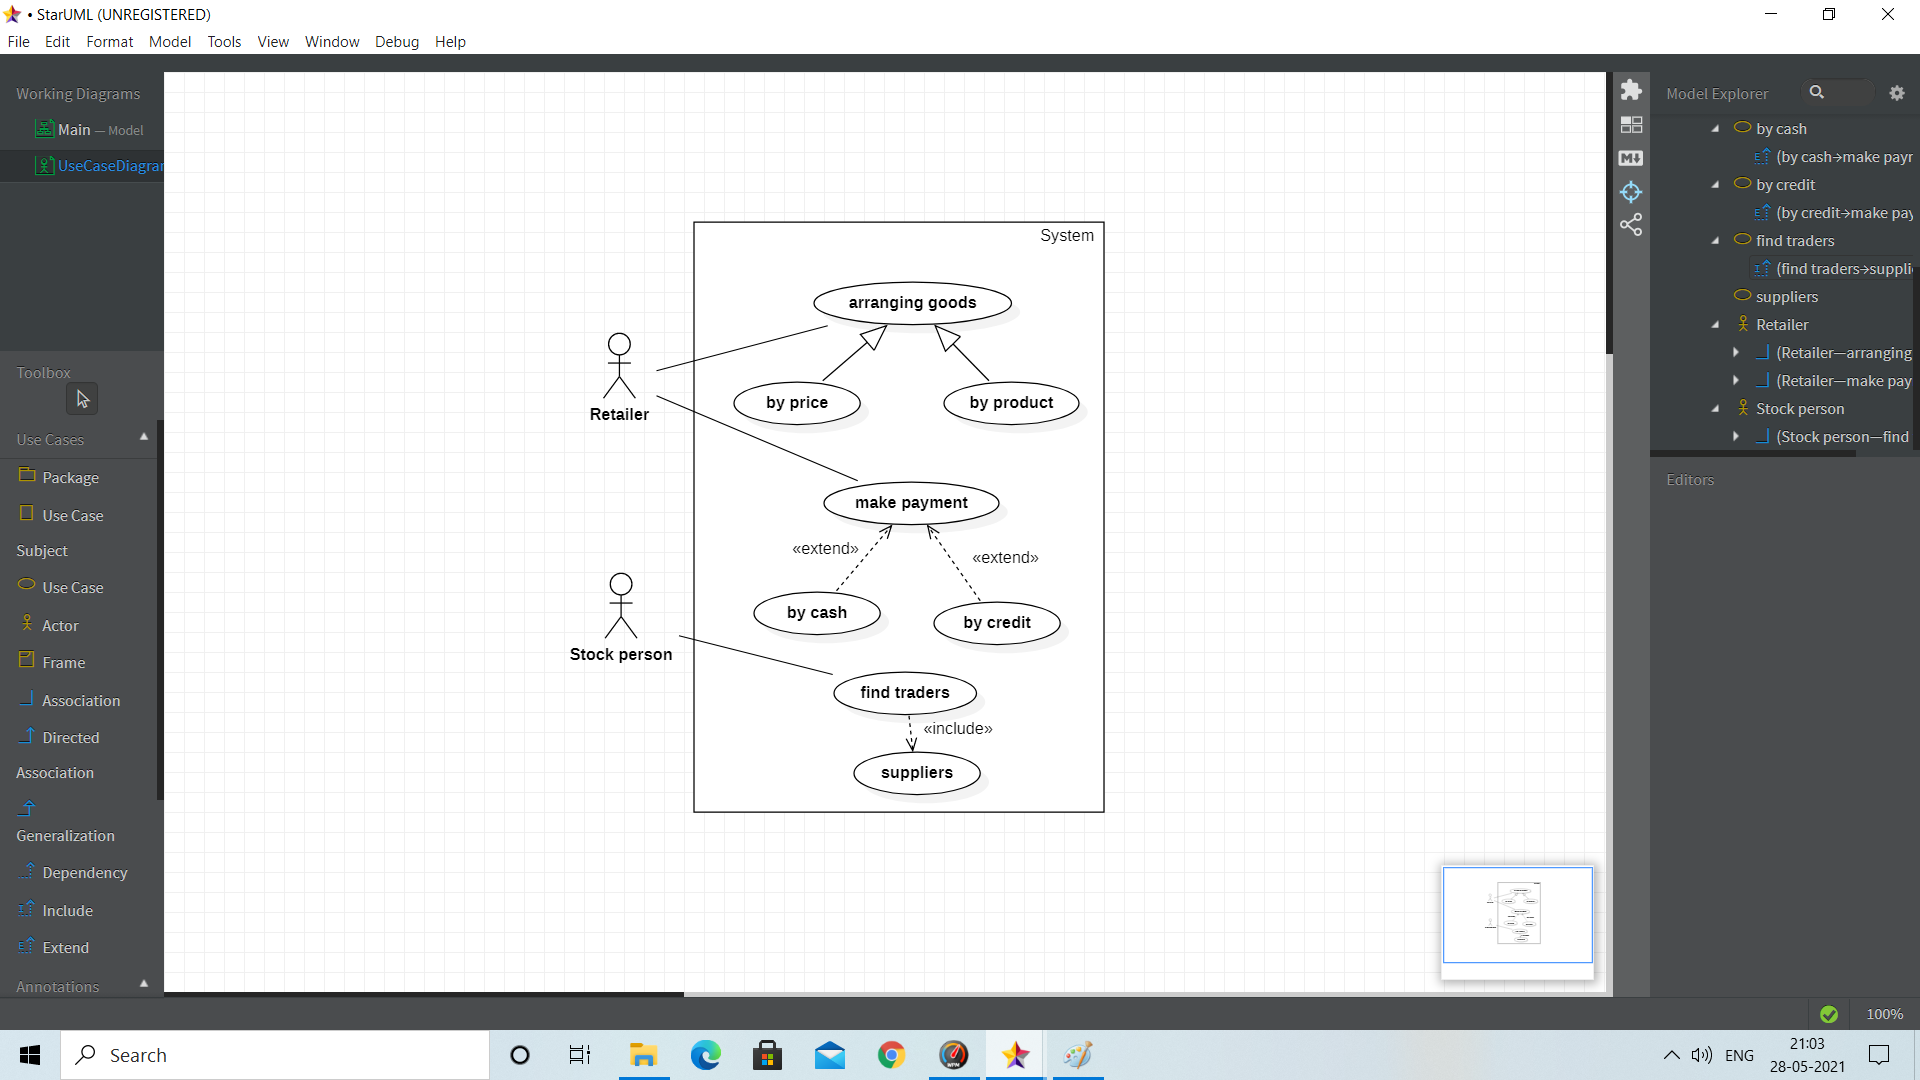 • StarUML (UNREGISTERED)
File Edit Format Model Tools View Window Debug Help
Working Diagrams
Main — Model
UseCaseDiagra
Toolbox
Use Cases
Package
Use Case
Subject
Use Case
Actor
Frame
Association
Directed
Association
Generalization
Dependency
Include
Extend
Annotations
System
arranging goods
by price
by product
Retailer
make payment
«extend»
«extend»
by cash
by credit
Stock person
find traders
«include»
suppliers
Model Explorer
by cash
(by cash→make payr
by credit
(by credit→make pay
find traders
(find traders→suppli
suppliers
Retailer
(Retailer—arranging
(Retailer—make pay
Stock person
(Stock person—find
Editors
100%
Search
ENG
21:03
28-05-2021